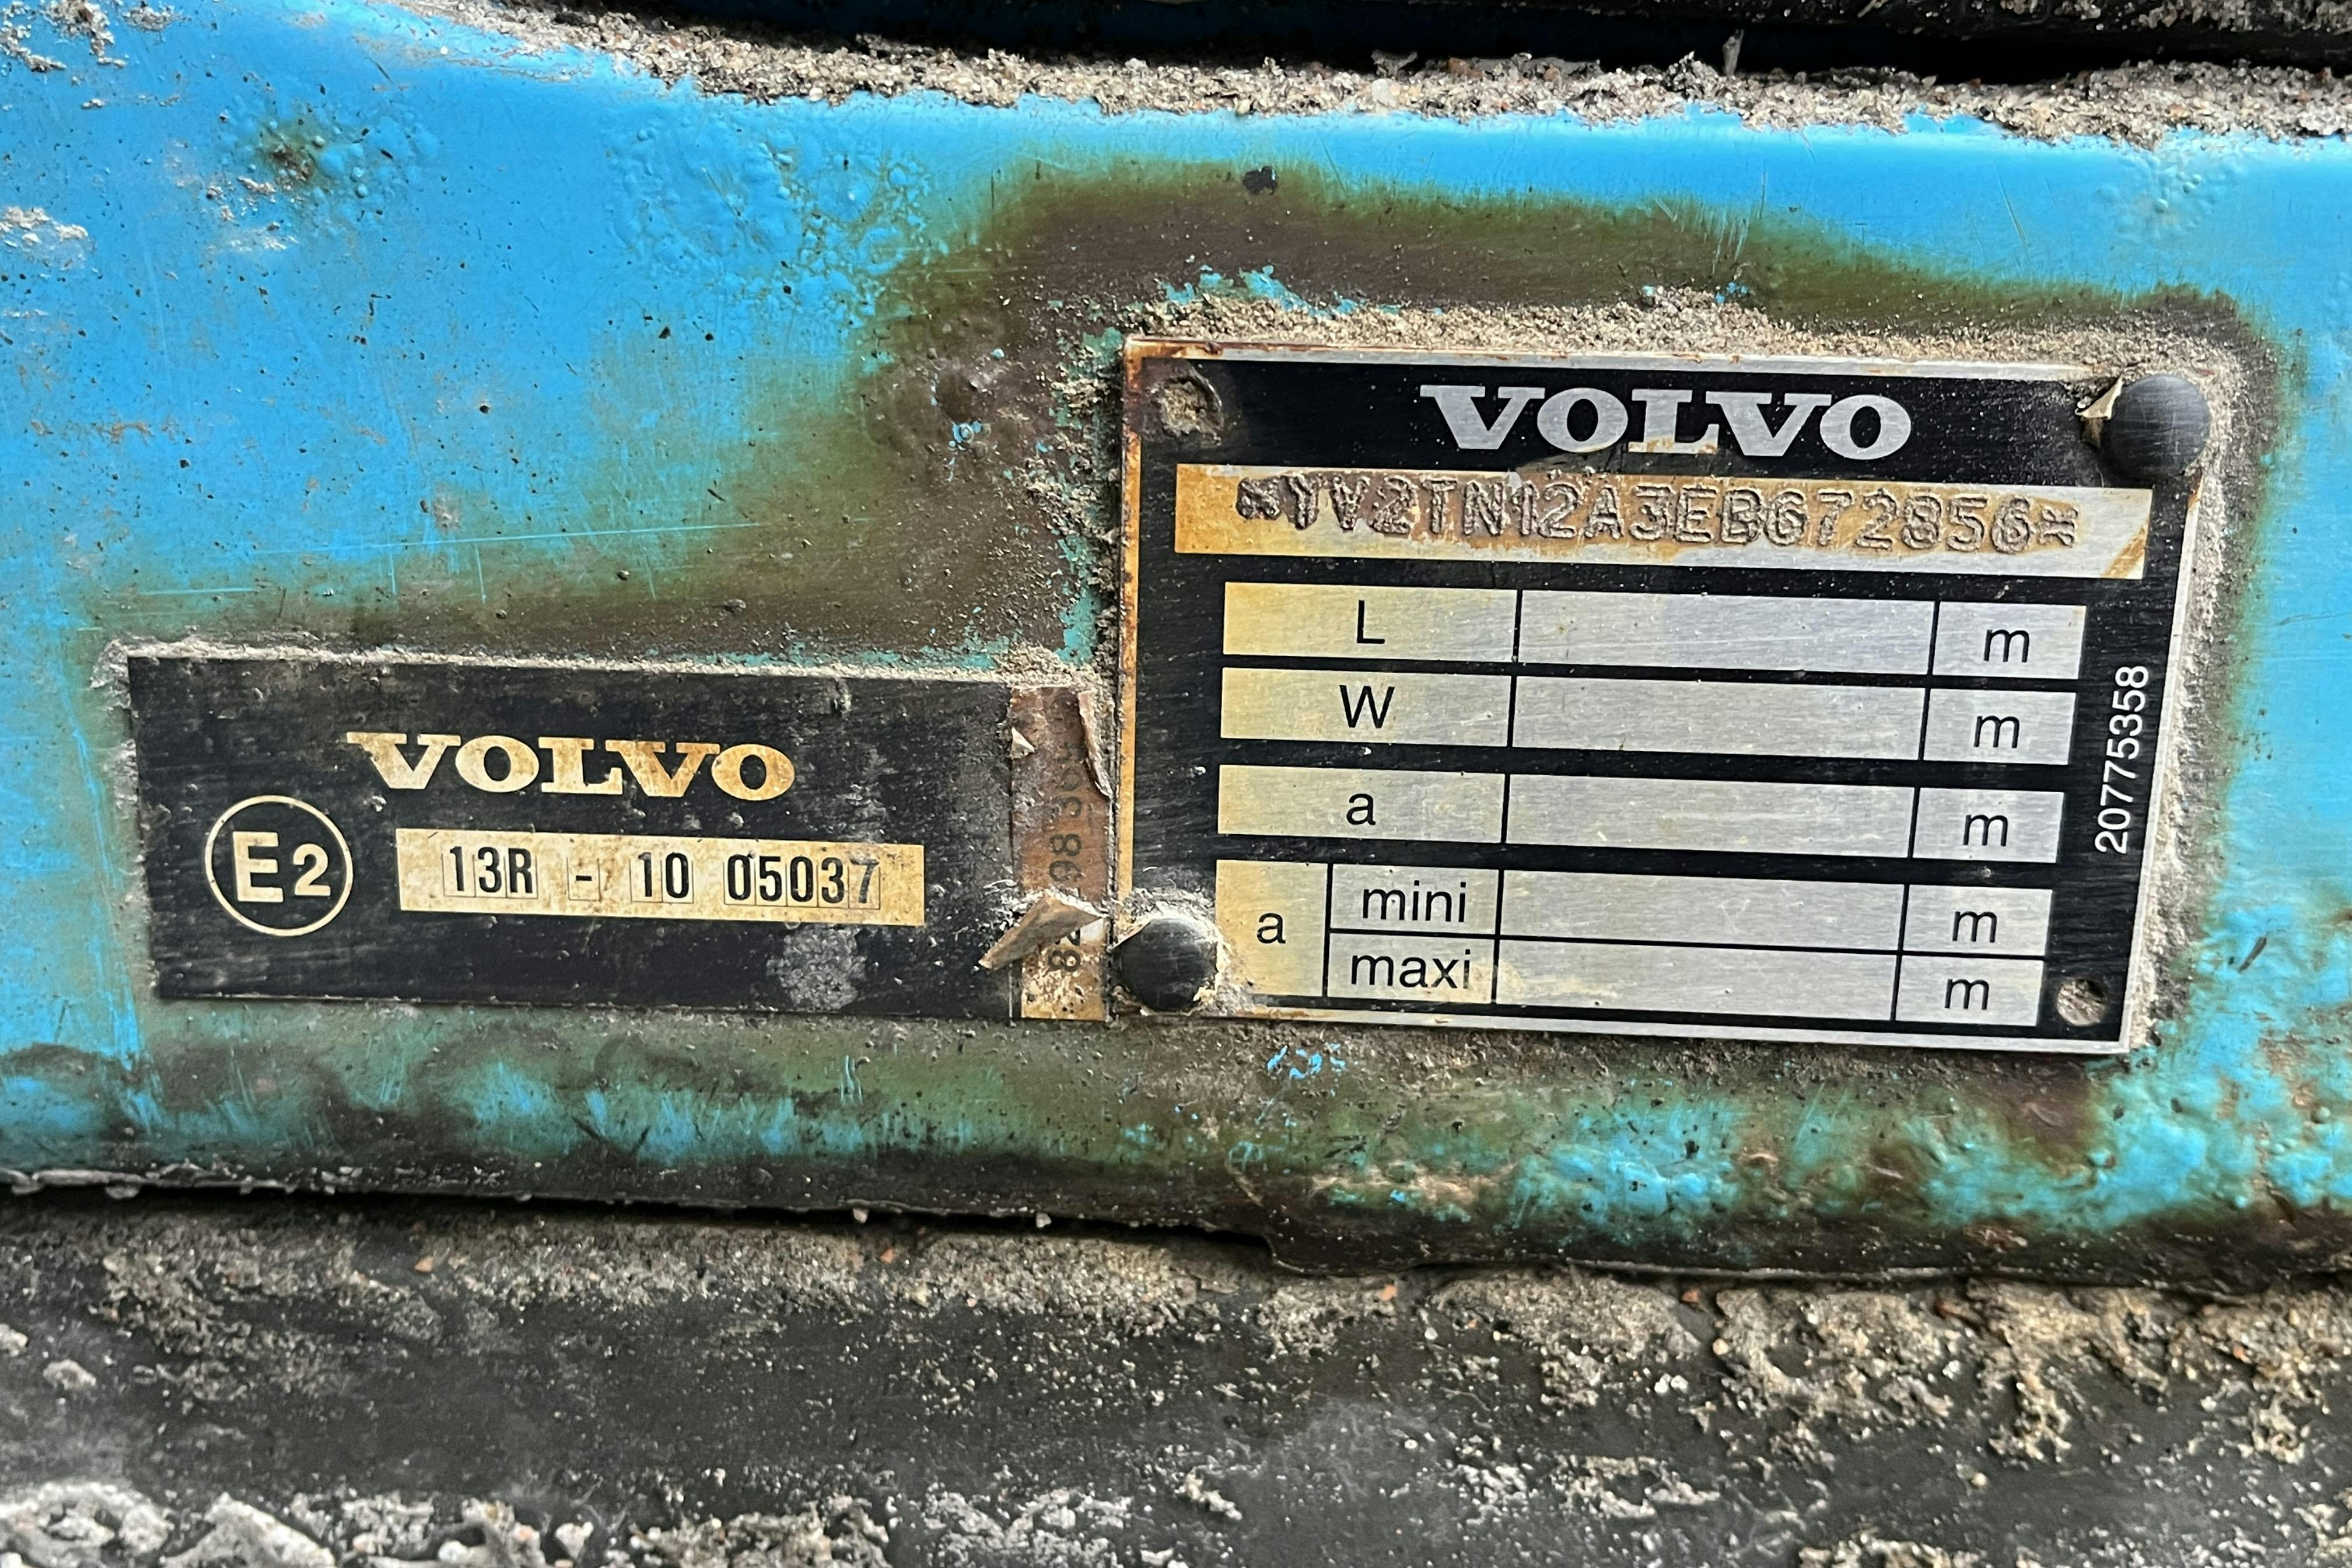 VOLVO
E2
13R - 10 05037
VOLVO
*YV2TN12A3EB672856*
L m
W m
a m
a mini m
maxi m
20775358